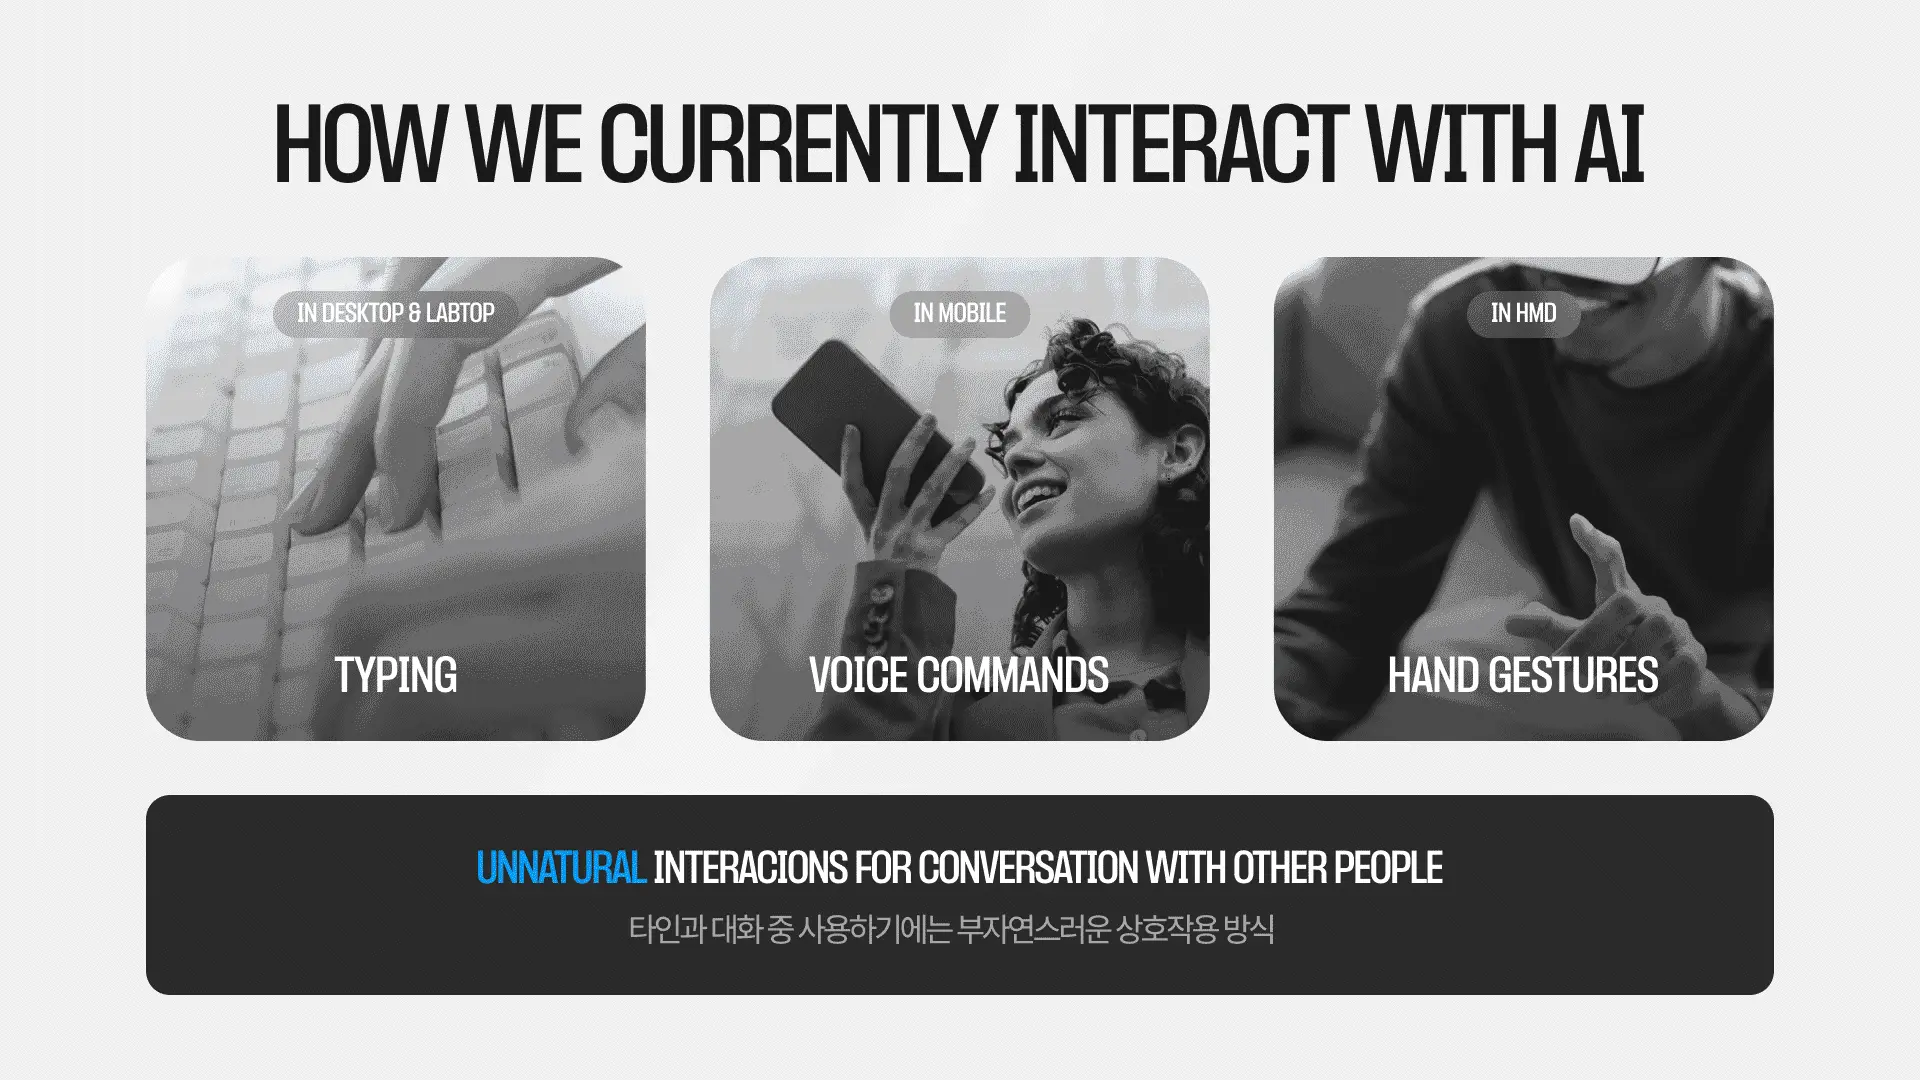 HOW WE CURRENTLY INTERACT WITH AI
IN DESKTOP & LABTOP
TYPING
IN MOBILE
VOICE COMMANDS
IN HMD
HAND GESTURES
UNNATURAL INTERACIONS FOR CONVERSATION WITH OTHER PEOPLE
타인과 대화 중 사용하기에는 부자연스러운 상호작용 방식